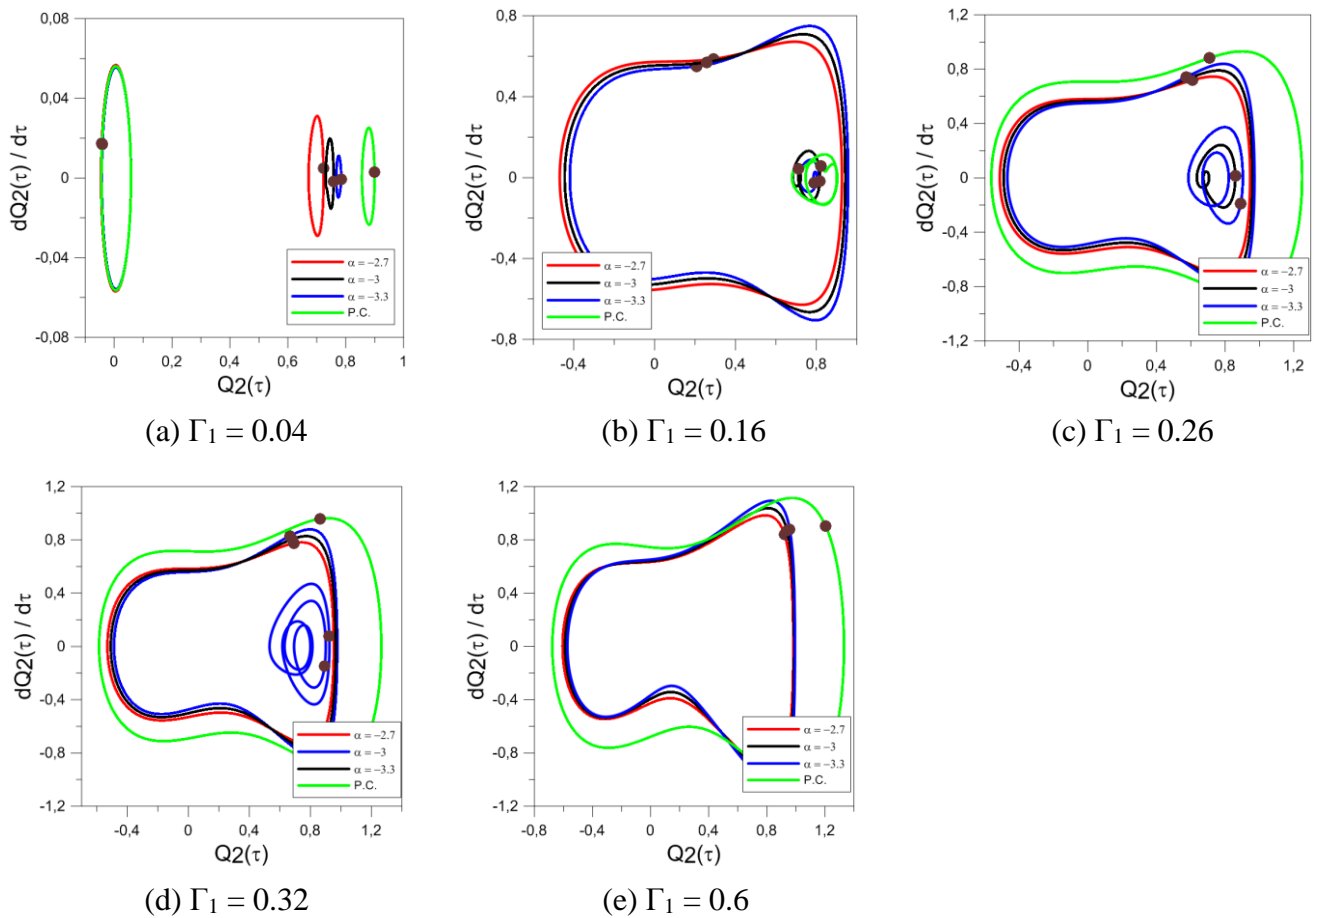 0,08
0,04
0
-0,04
-0,08
dQ2(τ) / dτ
0 0,2 0,4 0,6 0,8 1
Q2(τ)
α = −2.7
α = −3
α = −3.3
P.C.
(a) Γ₁ = 0.04
0,8
0,4
0
-0,4
-0,8
dQ2(τ) / dτ
-0,4 0 0,4 0,8
Q2(τ)
α = −2.7
α = −3
α = −3.3
P.C.
(b) Γ₁ = 0.16
1,2
0,8
0,4
0
-0,4
-0,8
-1,2
dQ2(τ) / dτ
-0,4 0 0,4 0,8 1,2
Q2(τ)
α = −2.7
α = −3
α = −3.3
P.C.
(c) Γ₁ = 0.26
1,2
0,8
0,4
0
-0,4
-0,8
-1,2
dQ2(τ) / dτ
-0,4 0 0,4 0,8 1,2
Q2(τ)
α = −2.7
α = −3
α = −3.3
P.C.
(d) Γ₁ = 0.32
1,2
0,8
0,4
0
-0,4
-0,8
-1,2
dQ2(τ) / dτ
-0,8 -0,4 0 0,4 0,8 1,2
Q2(τ)
α = −2.7
α = −3
α = −3.3
P.C.
(e) Γ₁ = 0.6